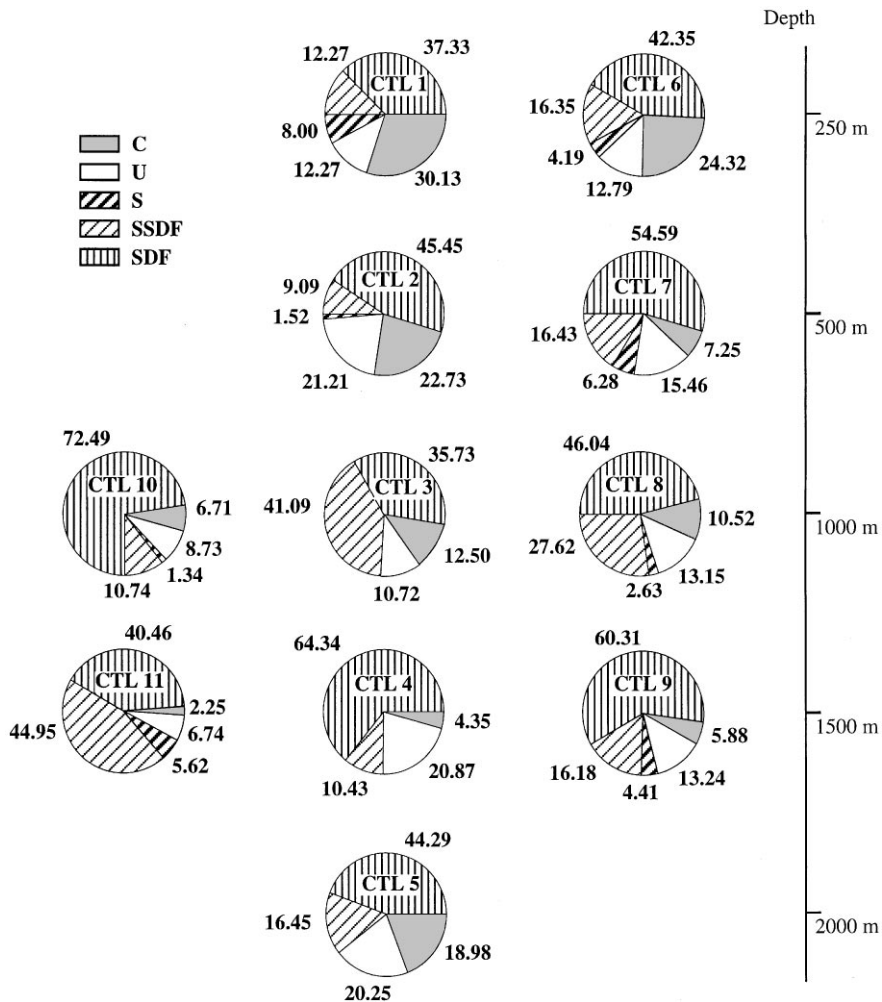 Depth
12.27 37.33
CTL 1
8.00
12.27
30.13
42.35
CTL 6
16.35
4.19
12.79
24.32
250 m
C
U
S
SSDF
SDF
45.45
CTL 2
9.09
1.52
21.21
22.73
54.59
CTL 7
16.43
6.28
15.46
7.25
500 m
72.49
CTL 10
6.71
8.73
1.34
10.74
35.73
CTL 3
41.09
12.50
10.72
46.04
CTL 8
10.52
27.62
13.15
2.63
1000 m
40.46
CTL 11
2.25
44.95
6.74
5.62
64.34
CTL 4
4.35
20.87
10.43
60.31
CTL 9
5.88
16.18
13.24
4.41
1500 m
44.29
CTL 5
16.45
18.98
20.25
2000 m